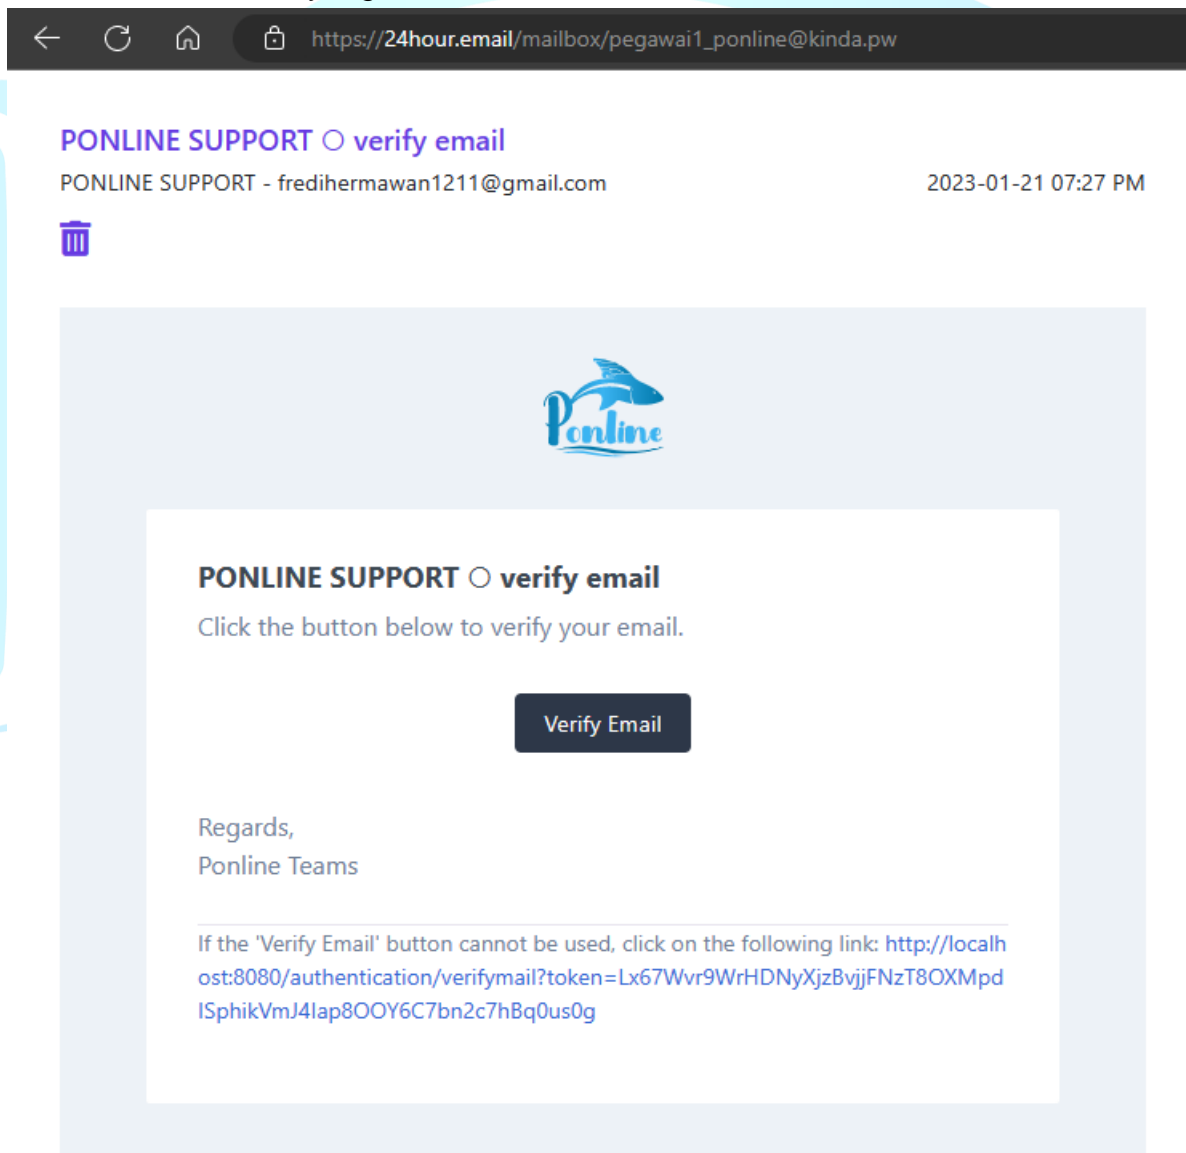 https://24hour.email/mailbox/pegawai1_ponline@kinda.pw
PONLINE SUPPORT ○ verify email
PONLINE SUPPORT - fredihermawan1211@gmail.com 2023-01-21 07:27 PM
Ponline
PONLINE SUPPORT ○ verify email
Click the button below to verify your email.
Verify Email
Regards,
Ponline Teams
If the 'Verify Email' button cannot be used, click on the following link: http://localh
ost:8080/authentication/verifymail?token=Lx67Wvr9WrHDNyXjzBvjjFNzT8OXMpd
ISphikVmJ4Iap8OOY6C7bn2c7hBq0us0g